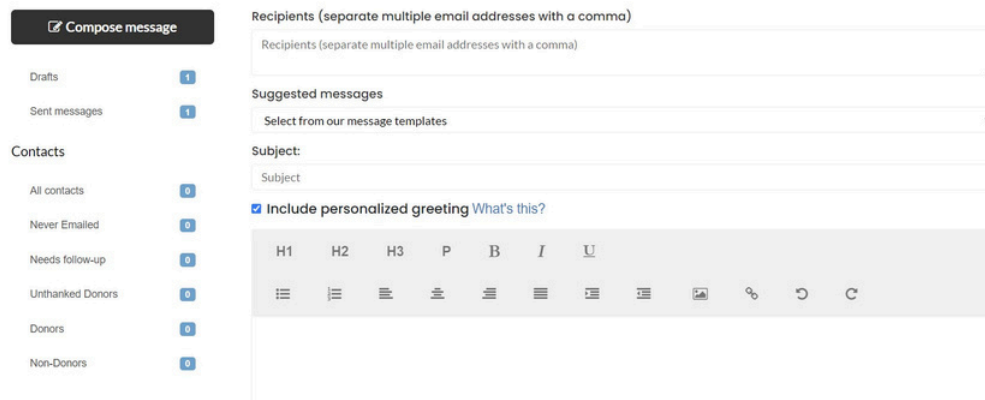 Compose message
Drafts 1
Sent messages 1
Contacts
All contacts 0
Never Emailed 0
Needs follow-up 0
Unthanked Donors 0
Donors 0
Non-Donors 0
Recipients (separate multiple email addresses with a comma)
Recipients (separate multiple email addresses with a comma)
Suggested messages
Select from our message templates
Subject:
Subject
Include personalized greeting What's this?
H1 H2 H3 P B I U